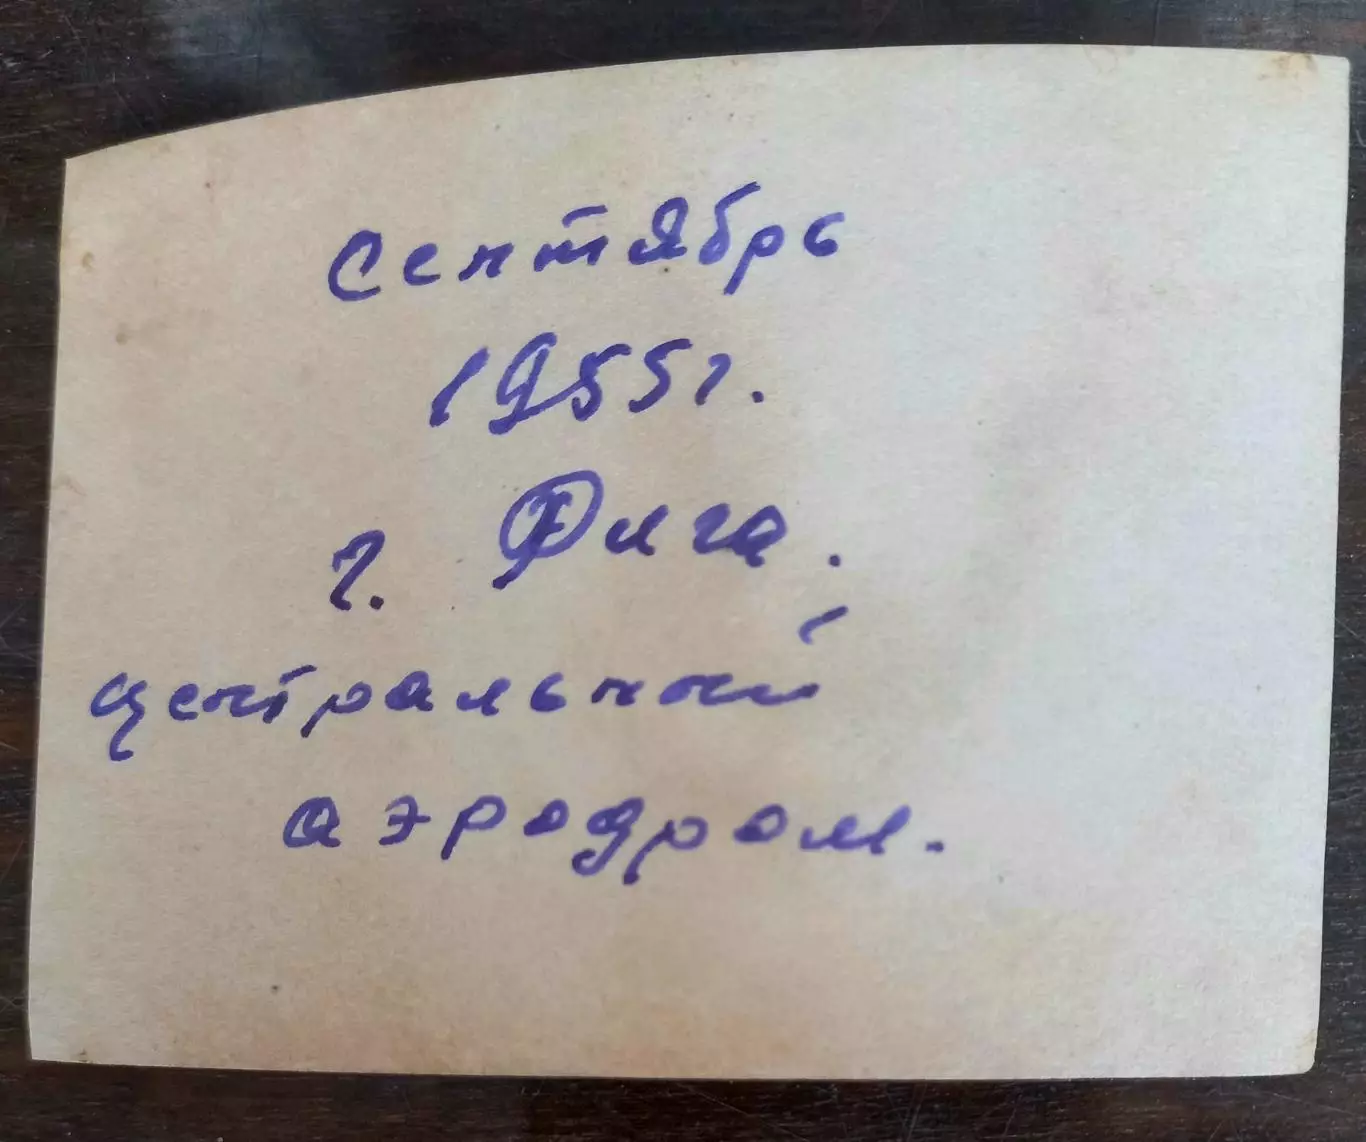 Сентябрь
1955г.
г. Рига.
центральный
аэродром.